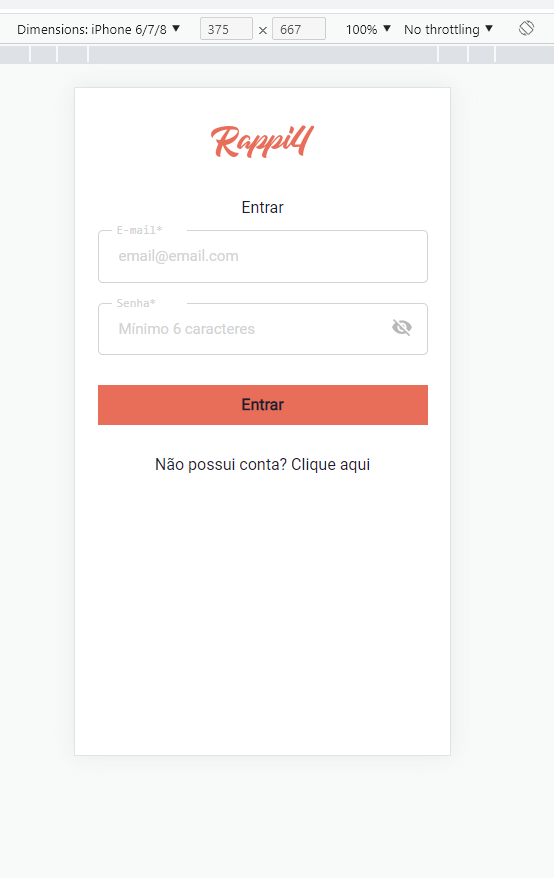 Dimensions: iPhone 6/7/8 ▼ 375 × 667 100% ▼ No throttling ▼
Rappi4
Entrar
E-mail*
email@email.com
Senha*
Mínimo 6 caracteres
Entrar
Não possui conta? Clique aqui